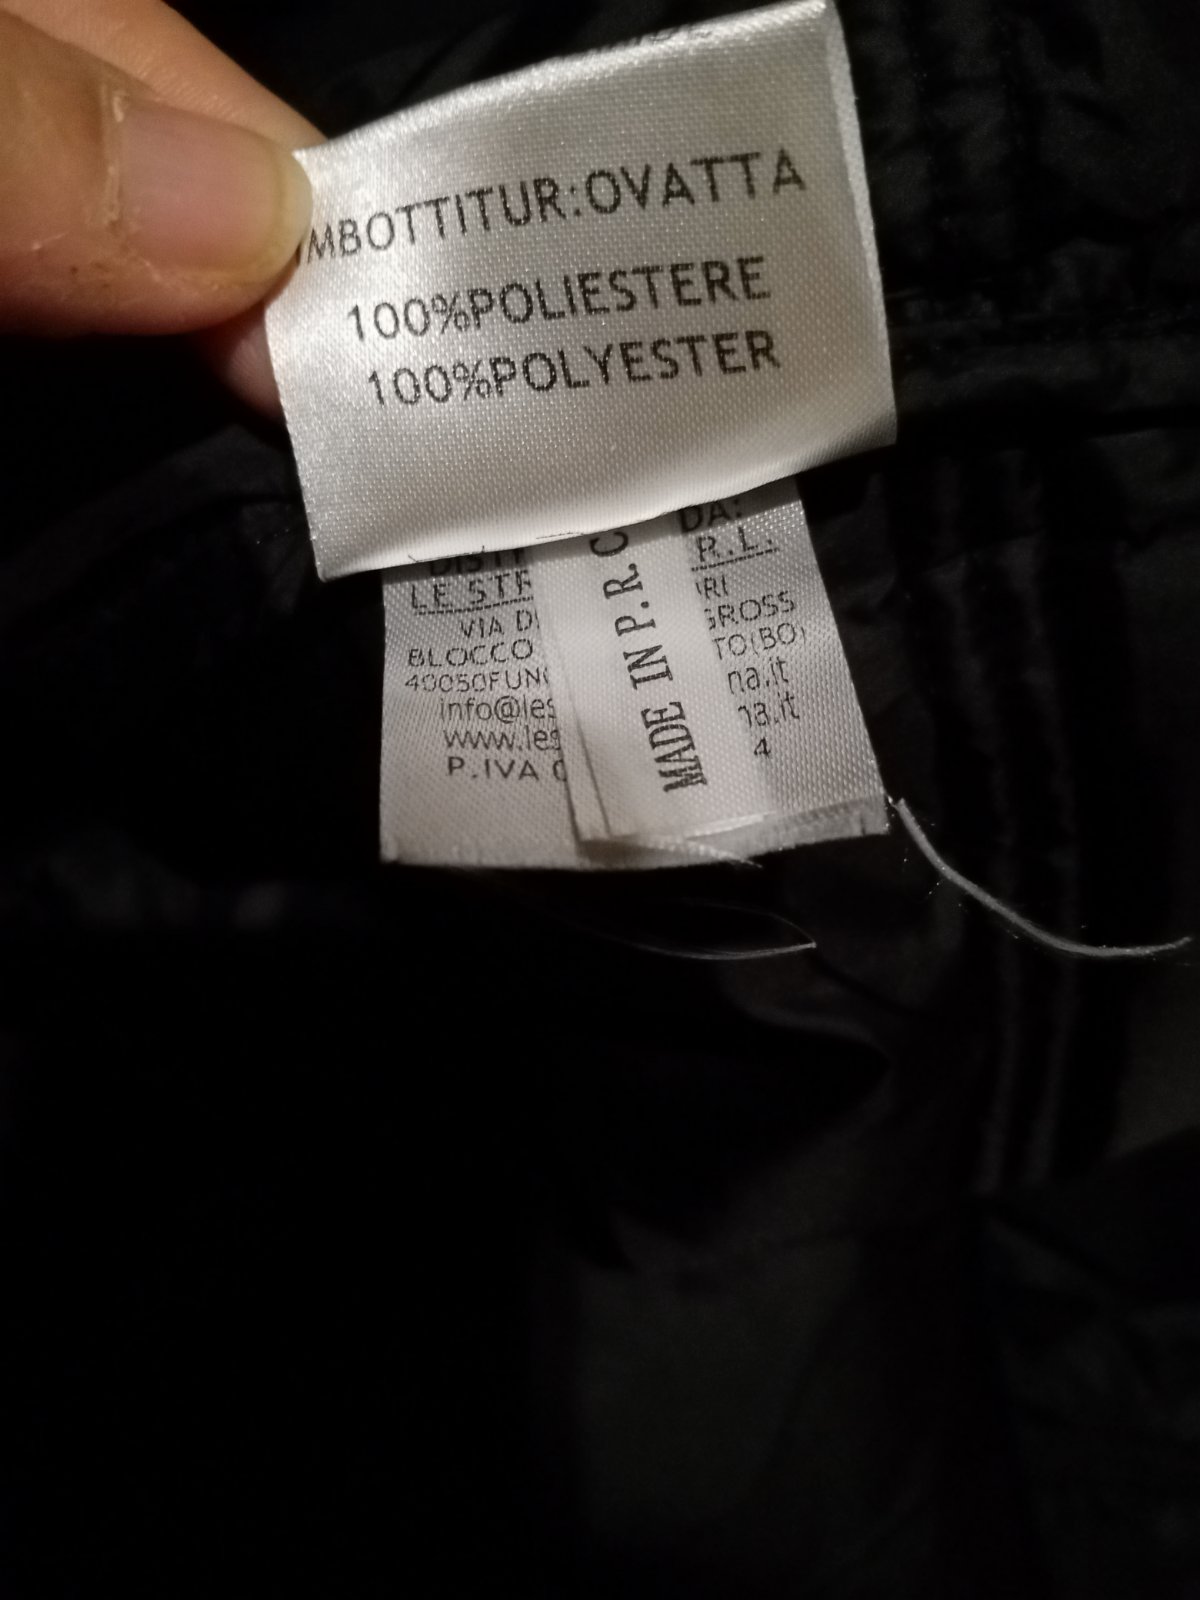 IMBOTTITUR:OVATTA
100%POLIESTERE
100%POLYESTER
DA:
LE STR R.L.
VIA D RI
BLOCCO GROSS
40050FUN TO(BO)
info@les na.it
www.les na.it
P.IVA 4
MADE IN P.R.C